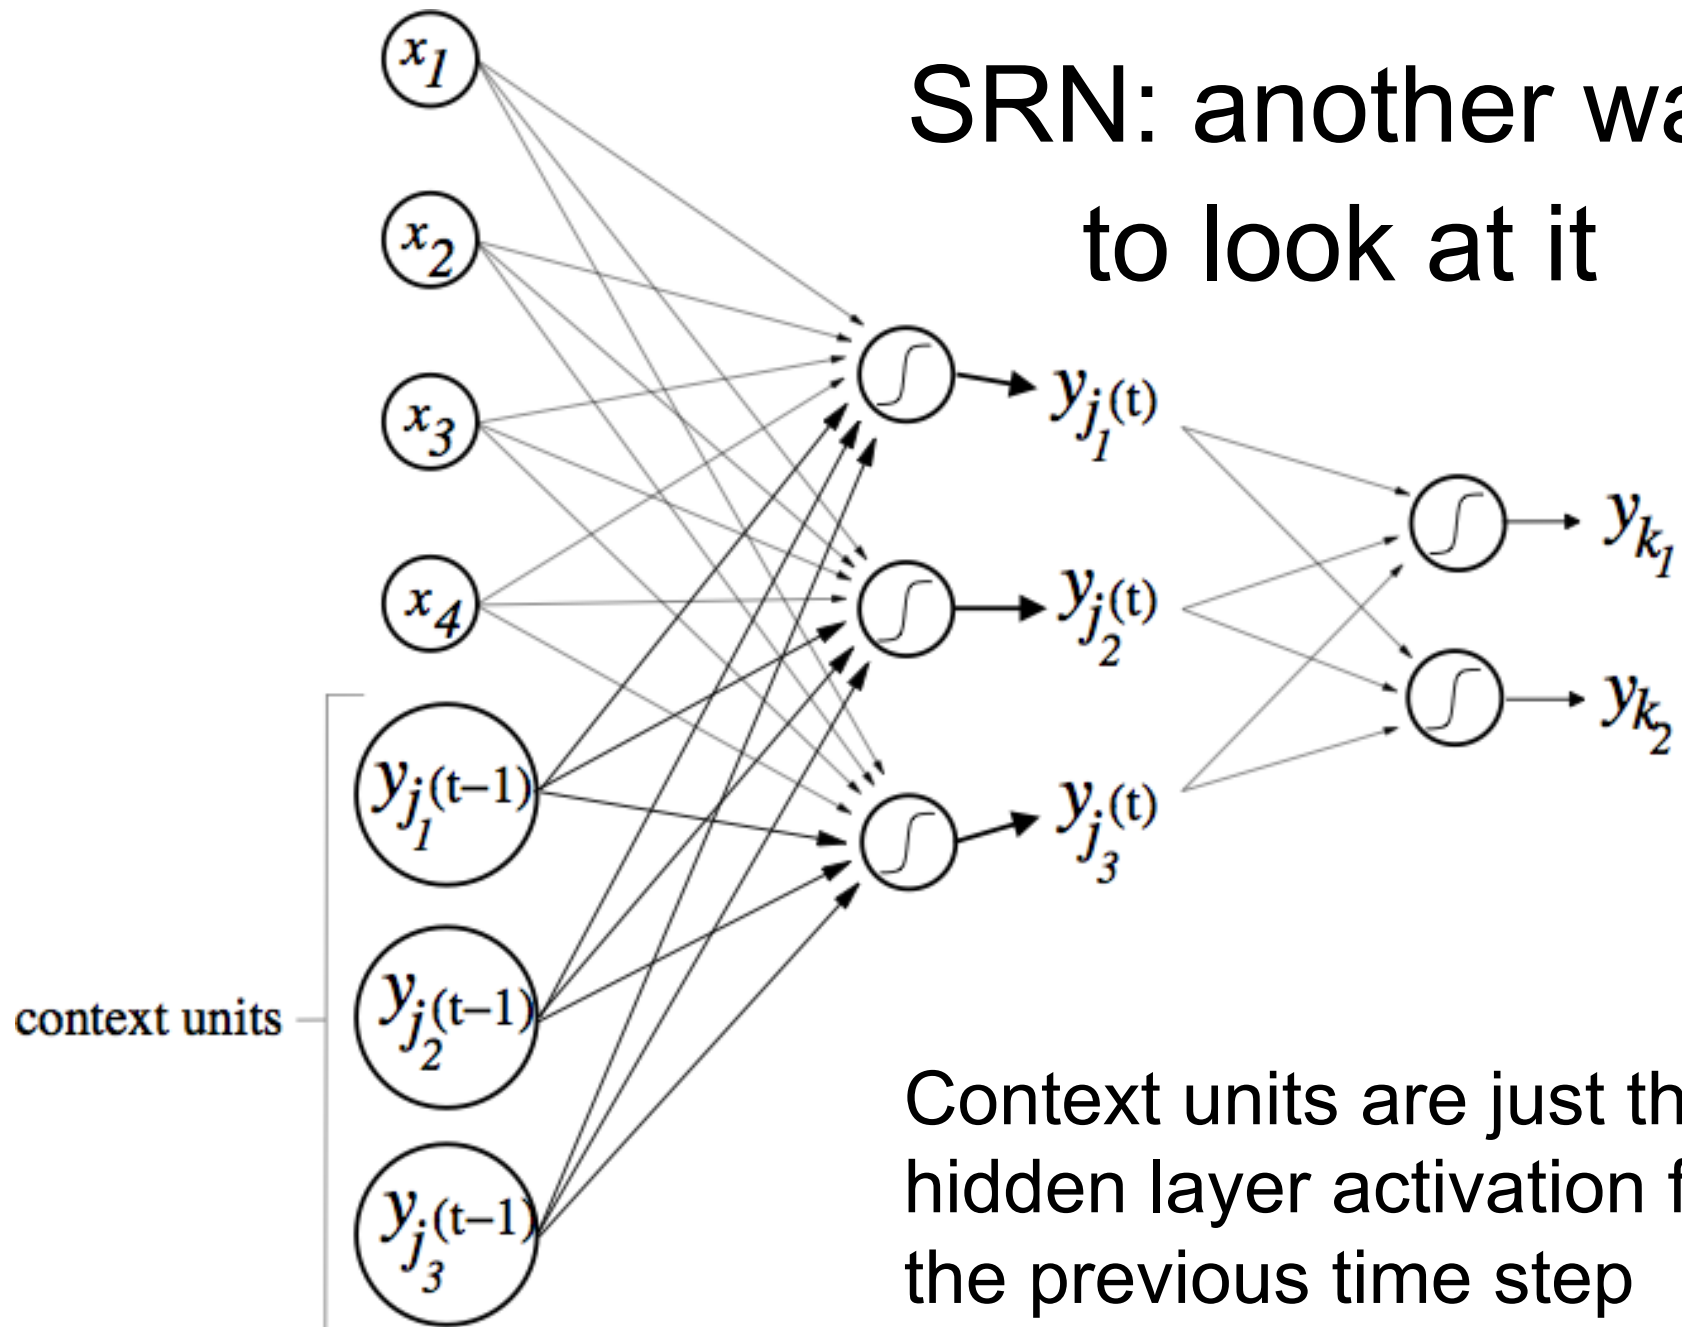 SRN: another wa
to look at it
x1
x2
x3
x4
yj1(t)
yj2(t)
yj3(t)
yk1
yk2
yj1(t−1)
yj2(t−1)
yj3(t−1)
context units
Context units are just th
hidden layer activation f
the previous time step